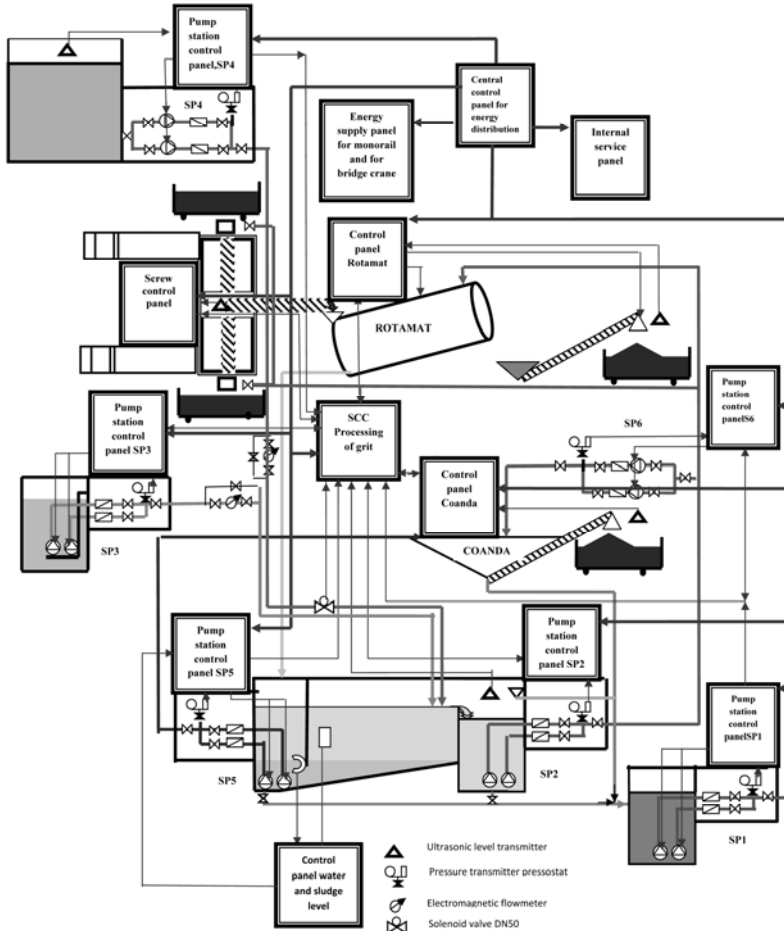 Pump
station
control
panel,SP4
SP4
Central
control
panel for
energy
distribution
Energy
supply panel
for monorail
and for
bridge crane
Internal
service
panel
Control
panel
Rotamat
Screw
control
panel
ROTAMAT
Pump
station
control
panel SP3
SCC
Processing
of grit
SP6
Pump
station
control
panelS6
Control
panel
Coanda
SP3
COANDA
Pump
station
control
panel SP5
Pump
station
control
panel SP2
Pump
station
control
panelSP1
SP5
SP2
SP1
Control
panel water
and sludge
level
Ultrasonic level transmitter
Pressure transmitter pressostat
Electromagnetic flowmeter
Solenoid valve DN50